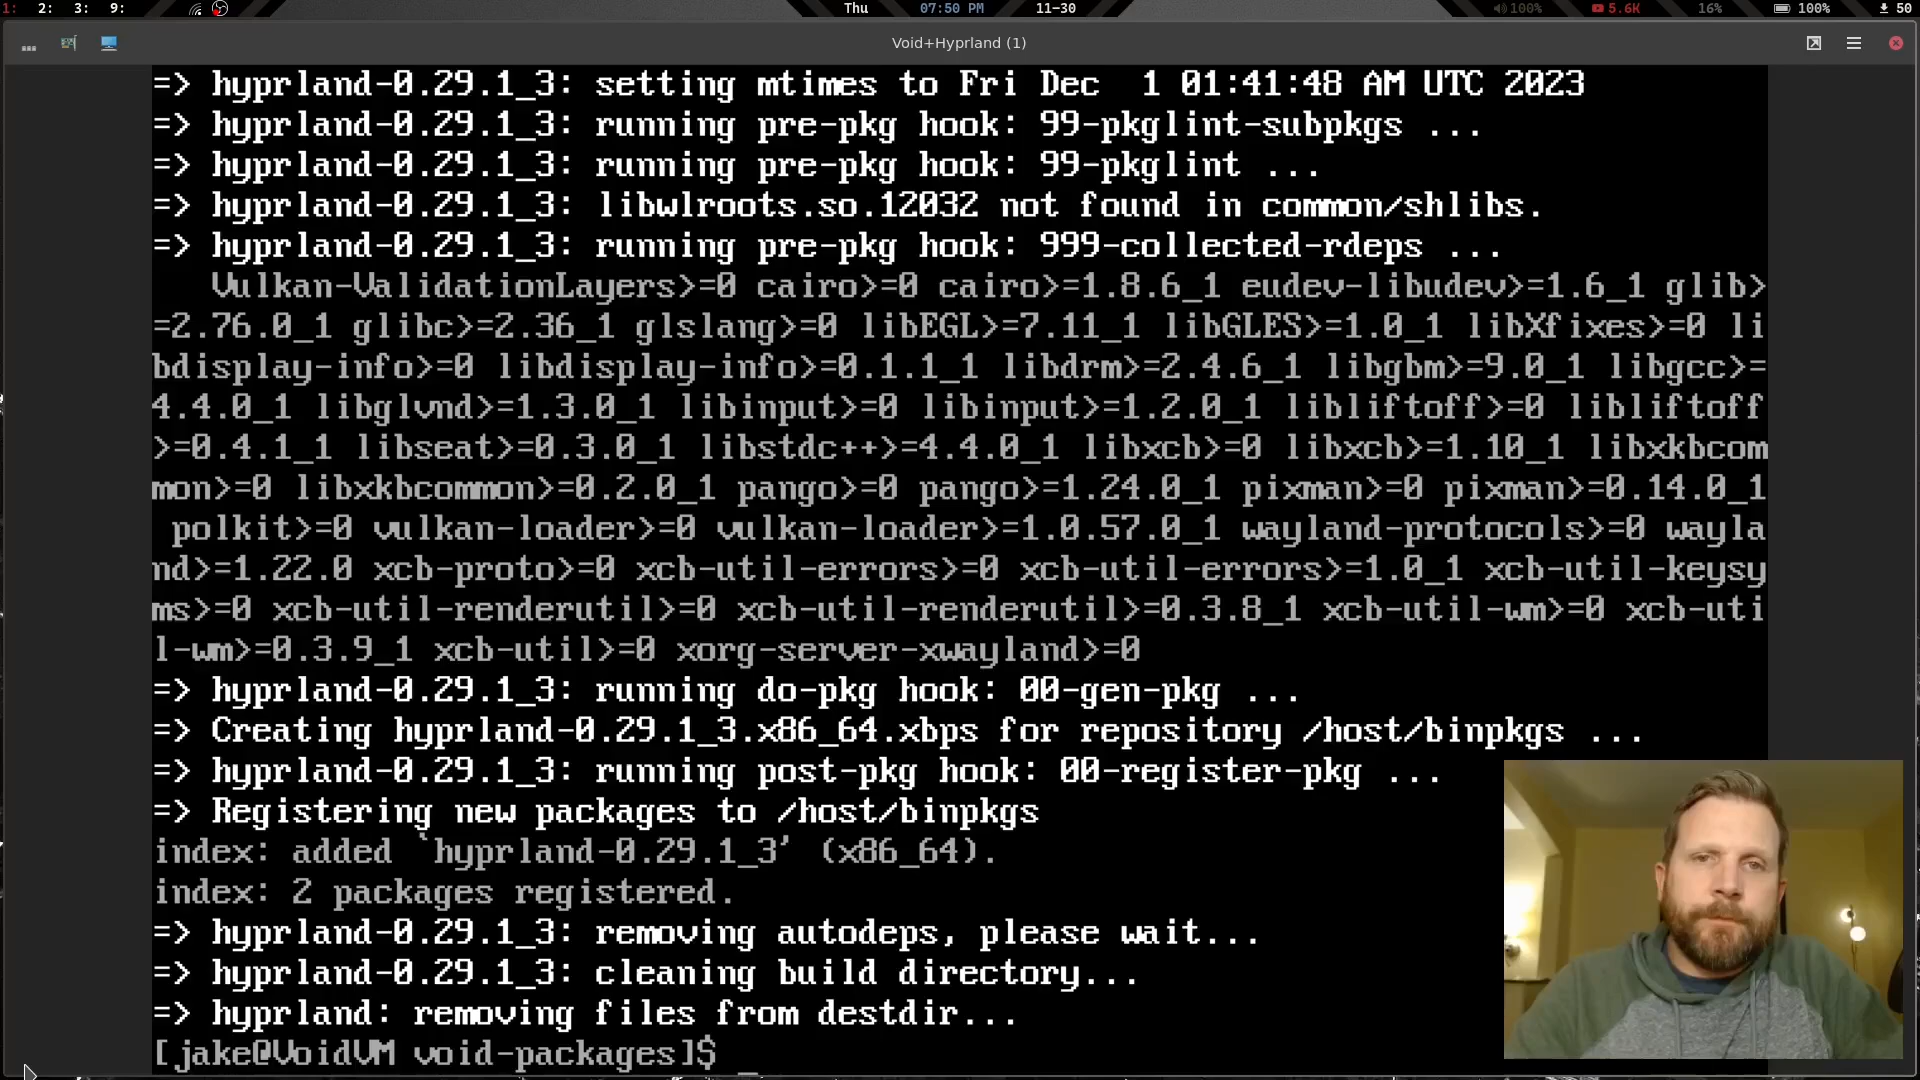 1: 2: 3: 9: Thu 07:50 PM 11-30 100% 5.6K 16% 100% 50
Void+Hyprland (1)
=> hyprland-0.29.1_3: setting mtimes to Fri Dec  1 01:41:48 AM UTC 2023
=> hyprland-0.29.1_3: running pre-pkg hook: 99-pkglint-subpkgs ...
=> hyprland-0.29.1_3: running pre-pkg hook: 99-pkglint ...
=> hyprland-0.29.1_3: libwlroots.so.12032 not found in common/shlibs.
=> hyprland-0.29.1_3: running pre-pkg hook: 999-collected-rdeps ...
   Vulkan-ValidationLayers>=0 cairo>=0 cairo>=1.8.6_1 eudev-libudev>=1.6_1 glib>
=2.76.0_1 glibc>=2.36_1 glslang>=0 libEGL>=7.11_1 libGLES>=1.0_1 libXfixes>=0 li
bdisplay-info>=0 libdisplay-info>=0.1.1_1 libdrm>=2.4.6_1 libgbm>=9.0_1 libgcc>=
4.4.0_1 libglvnd>=1.3.0_1 libinput>=0 libinput>=1.2.0_1 libliftoff>=0 libliftoff
>=0.4.1_1 libseat>=0.3.0_1 libstdc++>=4.4.0_1 libxcb>=0 libxcb>=1.10_1 libxkbcom
mon>=0 libxkbcommon>=0.2.0_1 pango>=0 pango>=1.24.0_1 pixman>=0 pixman>=0.14.0_1
 polkit>=0 vulkan-loader>=0 vulkan-loader>=1.0.57.0_1 wayland-protocols>=0 wayla
nd>=1.22.0 xcb-proto>=0 xcb-util-errors>=0 xcb-util-errors>=1.0_1 xcb-util-keysy
ms>=0 xcb-util-renderutil>=0 xcb-util-renderutil>=0.3.8_1 xcb-util-wm>=0 xcb-uti
l-wm>=0.3.9_1 xcb-util>=0 xorg-server-xwayland>=0
=> hyprland-0.29.1_3: running do-pkg hook: 00-gen-pkg ...
=> Creating hyprland-0.29.1_3.x86_64.xbps for repository /host/binpkgs ...
=> hyprland-0.29.1_3: running post-pkg hook: 00-register-pkg ...
=> Registering new packages to /host/binpkgs
index: added `hyprland-0.29.1_3' (x86_64).
index: 2 packages registered.
=> hyprland-0.29.1_3: removing autodeps, please wait...
=> hyprland-0.29.1_3: cleaning build directory...
=> hyprland: removing files from destdir...
[jake@VoidVM void-packages]$ _